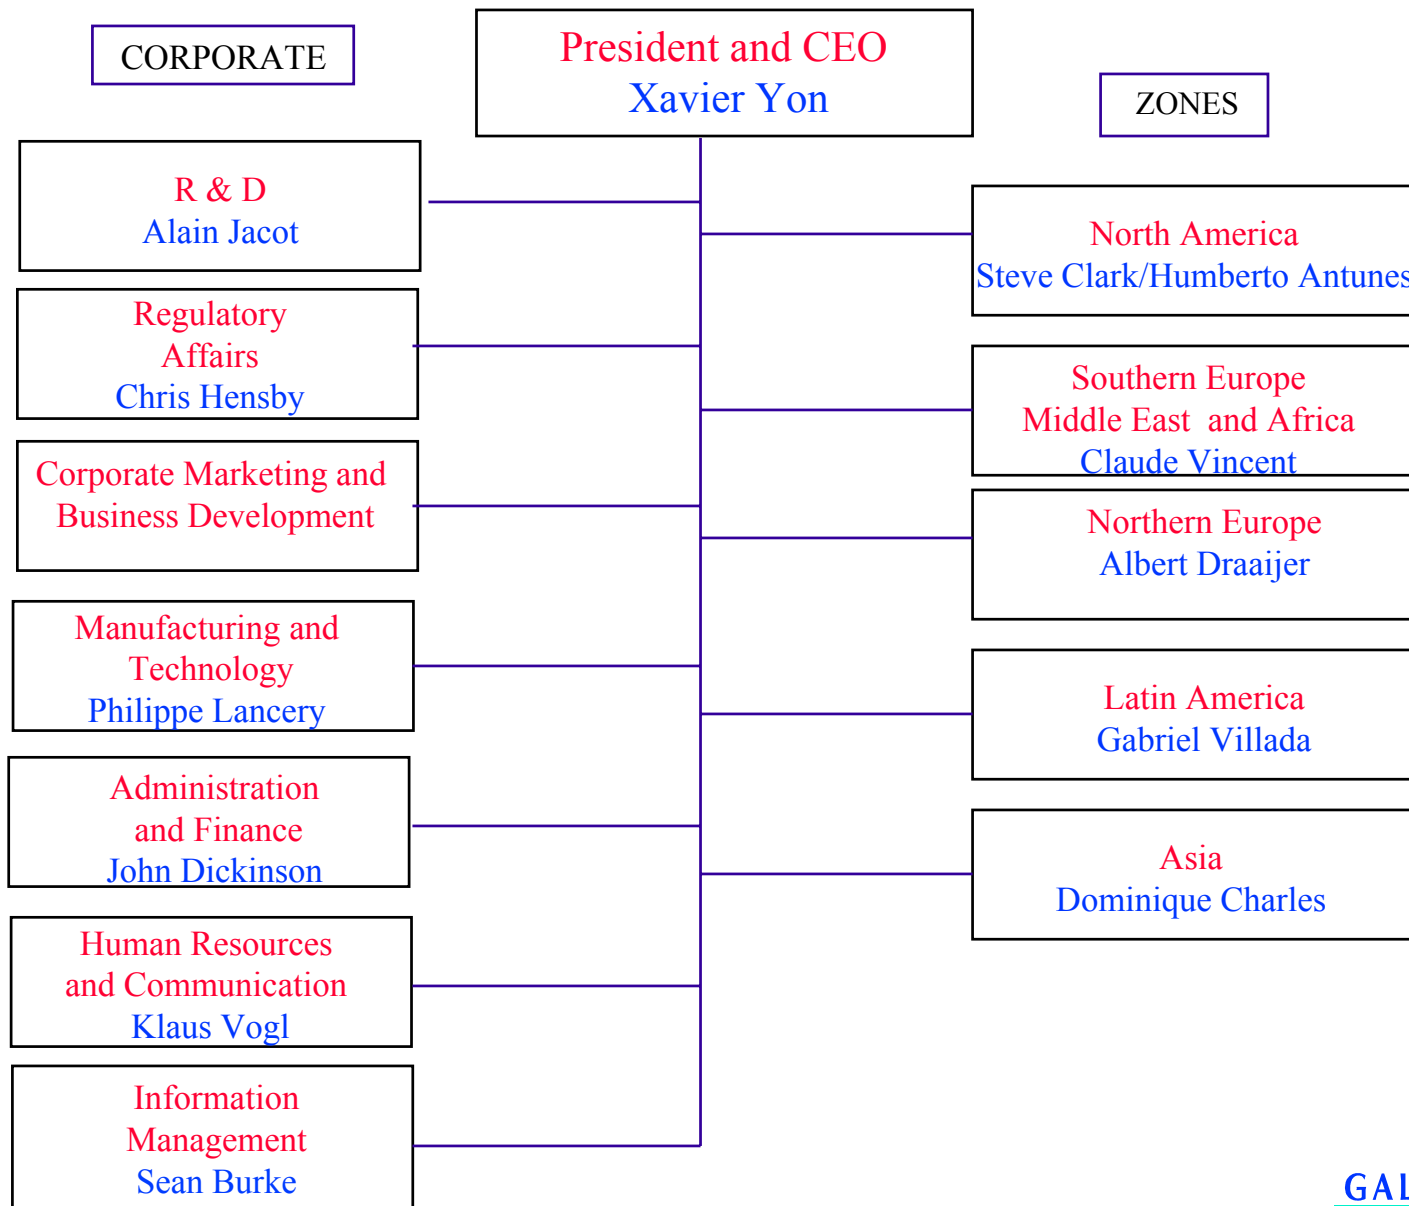 CORPORATE
President and CEO
Xavier Yon
ZONES
R & D
Alain Jacot
Regulatory
Affairs
Chris Hensby
Corporate Marketing and
Business Development
Manufacturing and
Technology
Philippe Lancery
Administration
and Finance
John Dickinson
Human Resources
and Communication
Klaus Vogl
Information
Management
Sean Burke
North America
Steve Clark/Humberto Antunes
Southern Europe
Middle East and Africa
Claude Vincent
Northern Europe
Albert Draaijer
Latin America
Gabriel Villada
Asia
Dominique Charles